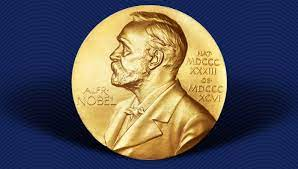 ALFR·
NOBEL
NAT·
MDCCC
XXXIII
OB·
MDCCC
XCVI